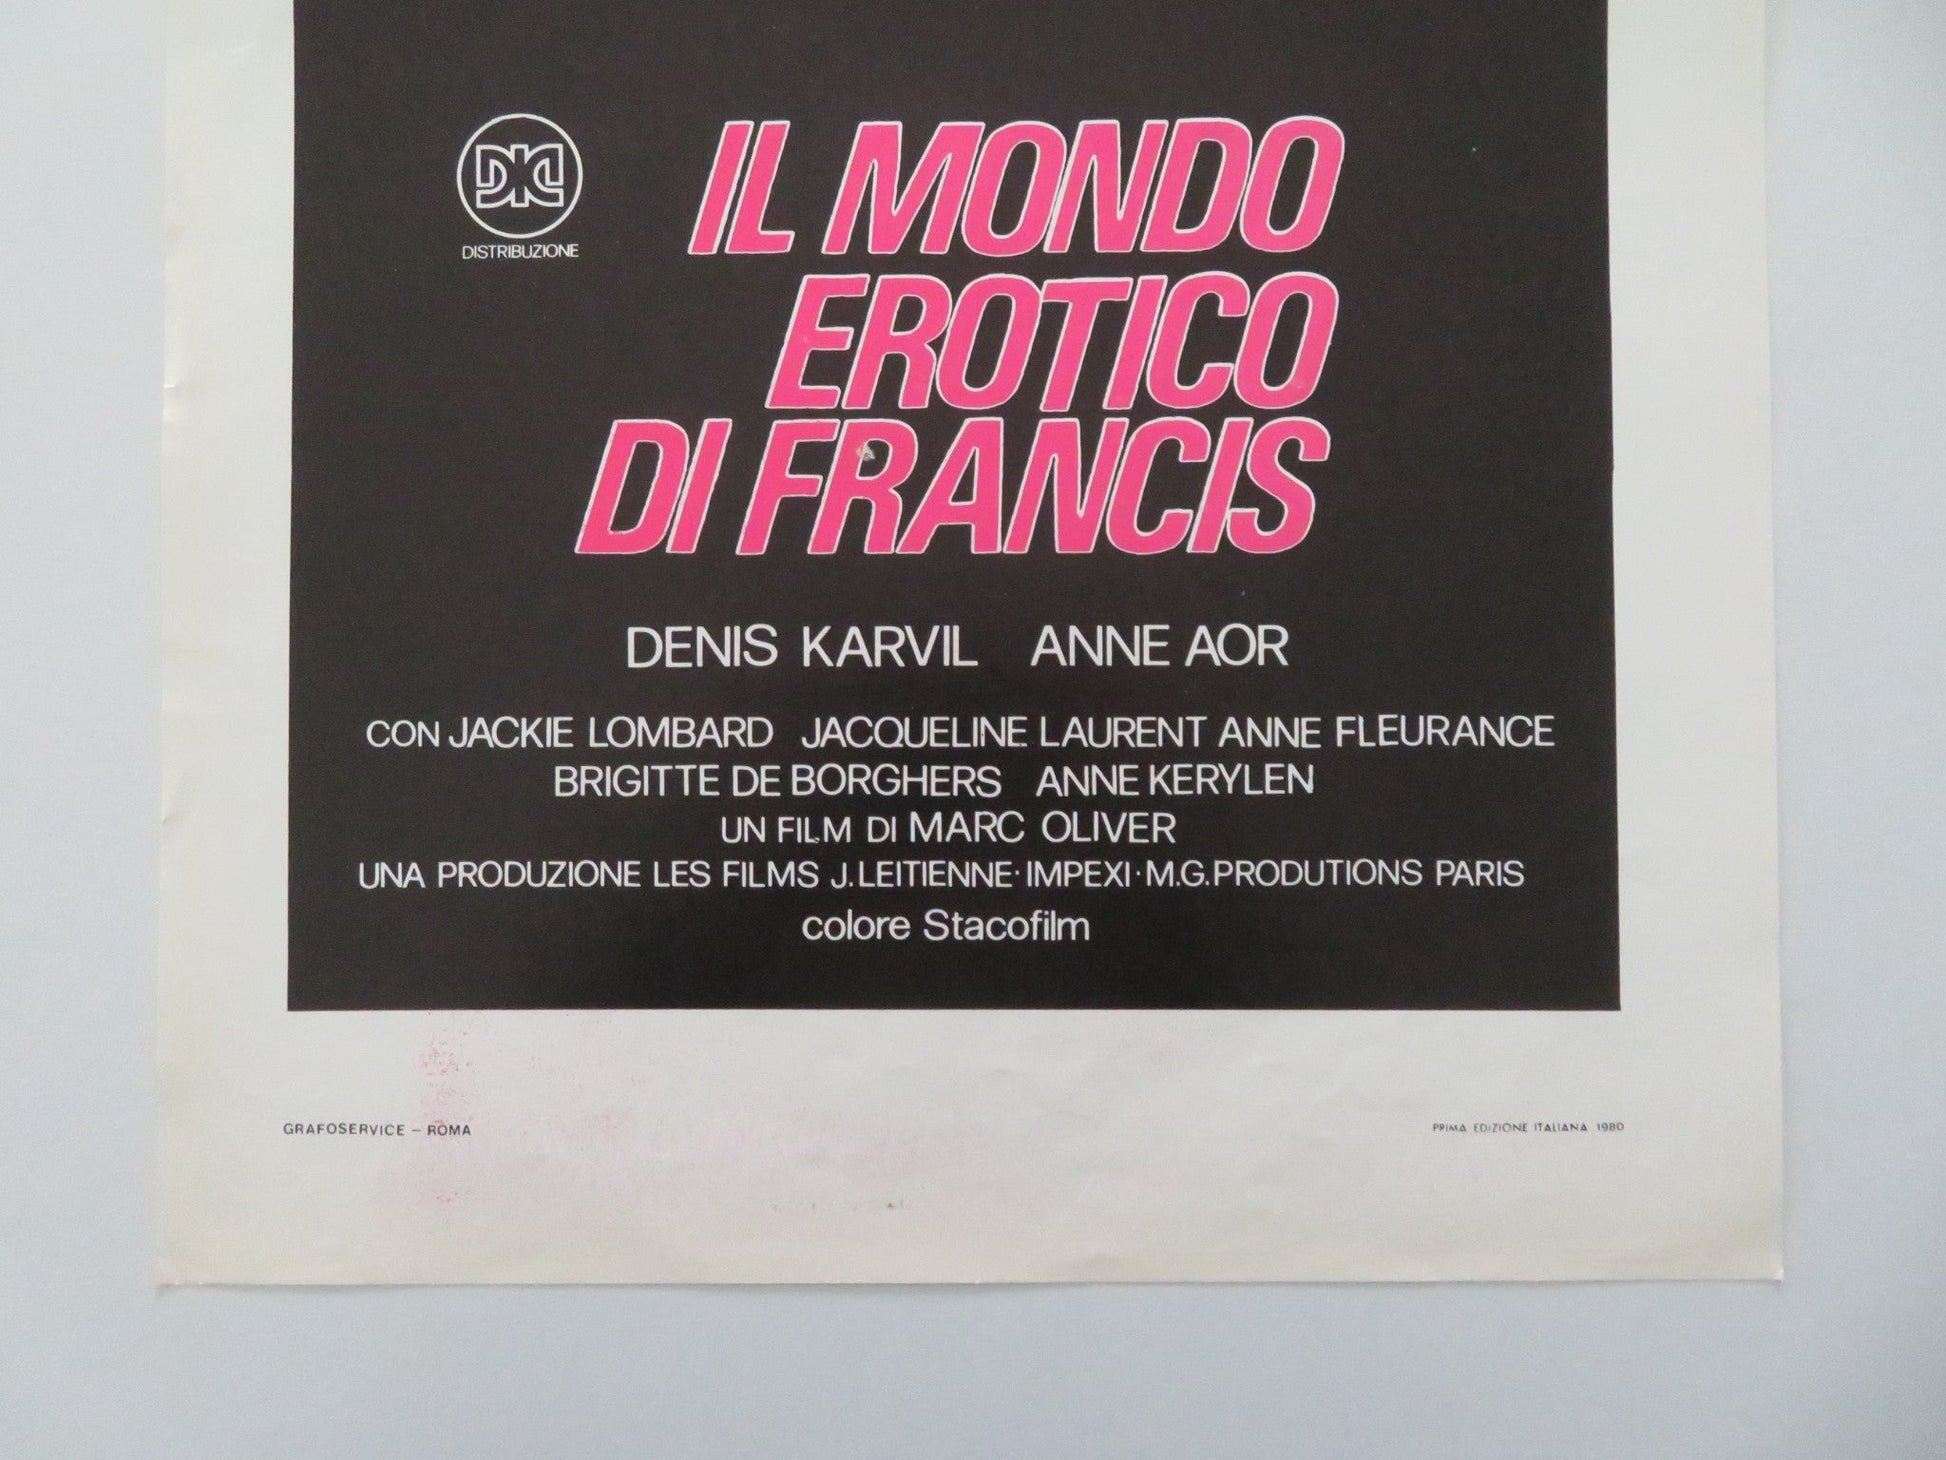 DISTRIBUZIONE
IL MONDO
EROTICO
DI FRANCIS
DENIS KARVIL ANNE AOR
CON JACKIE LOMBARD JACQUELINE LAURENT ANNE FLEURANCE
BRIGITTE DE BORGHERS ANNE KERYLEN
UN FILM DI MARC OLIVER
UNA PRODUZIONE LES FILMS J.LEITIENNE·IMPEXI·M.G.PRODUTIONS PARIS
colore Stacofilm
GRAFOSERVICE – ROMA
PRIMA EDIZIONE ITALIANA 1980